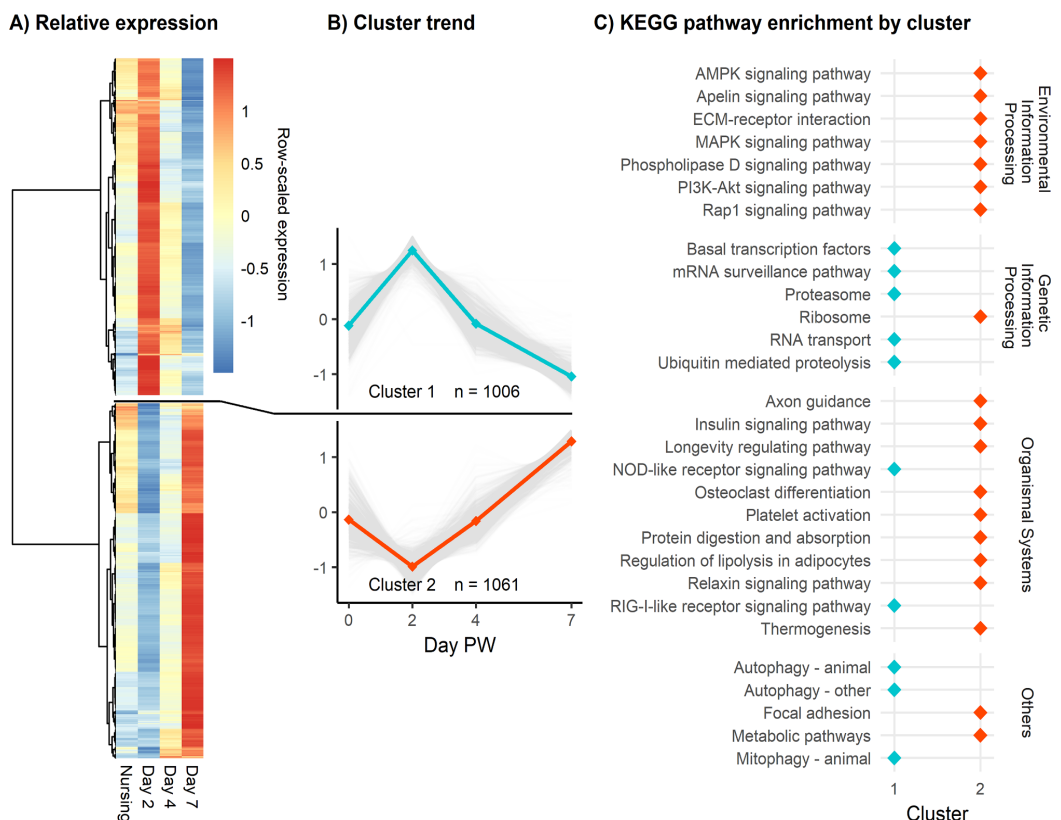 A) Relative expression
1
0.5
0
-0.5
-1
Row-scaled expression
Nursing
Day 2
Day 4
Day 7
B) Cluster trend
1
0
-1
Cluster 1 n = 1006
1
0
-1
Cluster 2 n = 1061
0 2 4 7
Day PW
C) KEGG pathway enrichment by cluster
AMPK signaling pathway
Apelin signaling pathway
ECM-receptor interaction
MAPK signaling pathway
Phospholipase D signaling pathway
PI3K-Akt signaling pathway
Rap1 signaling pathway
Environmental
Information
Processing
Basal transcription factors
mRNA surveillance pathway
Proteasome
Ribosome
RNA transport
Ubiquitin mediated proteolysis
Genetic
Information
Processing
Axon guidance
Insulin signaling pathway
Longevity regulating pathway
NOD-like receptor signaling pathway
Osteoclast differentiation
Platelet activation
Protein digestion and absorption
Regulation of lipolysis in adipocytes
Relaxin signaling pathway
RIG-I-like receptor signaling pathway
Thermogenesis
Organismal Systems
Autophagy - animal
Autophagy - other
Focal adhesion
Metabolic pathways
Mitophagy - animal
Others
1 2
Cluster